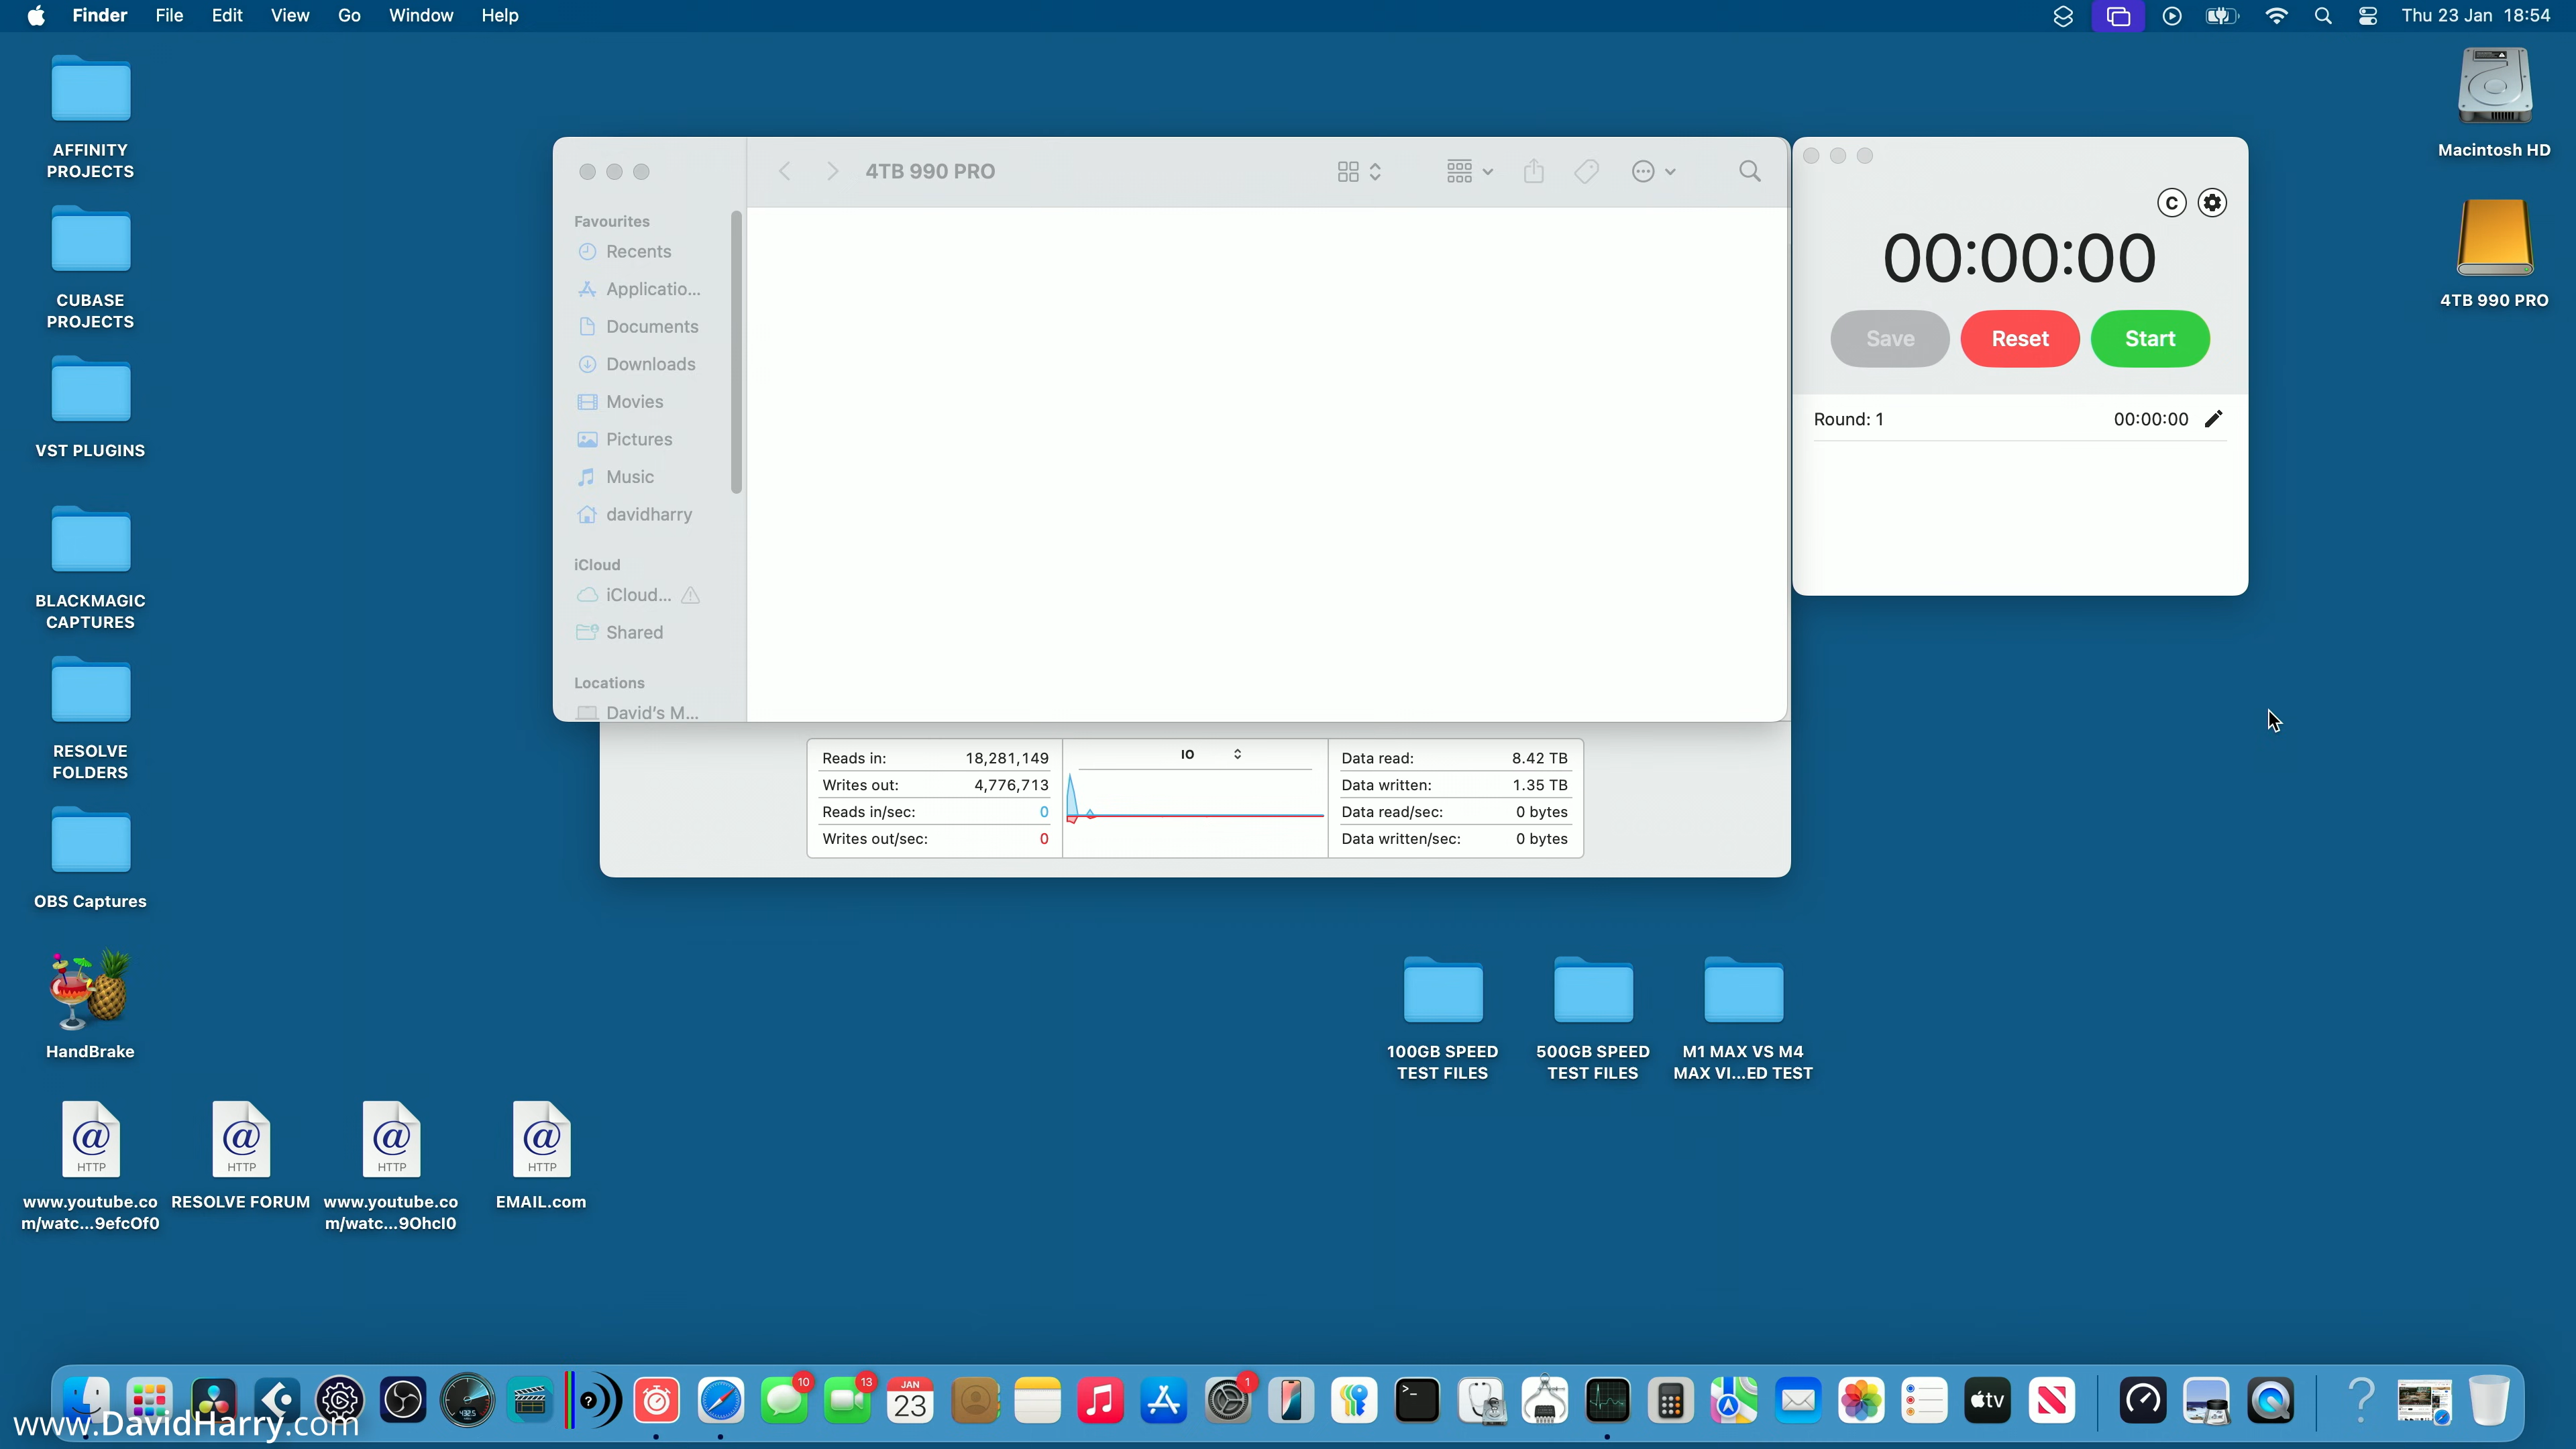 Finder File Edit View Go Window Help
Thu 23 Jan 18:54
AFFINITY
PROJECTS
CUBASE
PROJECTS
VST PLUGINS
BLACKMAGIC
CAPTURES
RESOLVE
FOLDERS
OBS Captures
HandBrake
HTTP
www.youtube.co
m/watc...9efcOf0
HTTP
RESOLVE FORUM
HTTP
www.youtube.co
m/watc...9OhcI0
HTTP
EMAIL.com
4TB 990 PRO
Favourites
Recents
Applicatio...
Documents
Downloads
Movies
Pictures
Music
davidharry
iCloud
iCloud...
Shared
Locations
David's M...
C
00:00:00
Save Reset Start
Round: 1 00:00:00
Macintosh HD
4TB 990 PRO
Reads in: 18,281,149
Writes out: 4,776,713
Reads in/sec: 0
Writes out/sec: 0
IO
Data read: 8.42 TB
Data written: 1.35 TB
Data read/sec: 0 bytes
Data written/sec: 0 bytes
100GB SPEED
TEST FILES
500GB SPEED
TEST FILES
M1 MAX VS M4
MAX VI...ED TEST
10
13
JAN
23
1
tv
www.DavidHarry.com